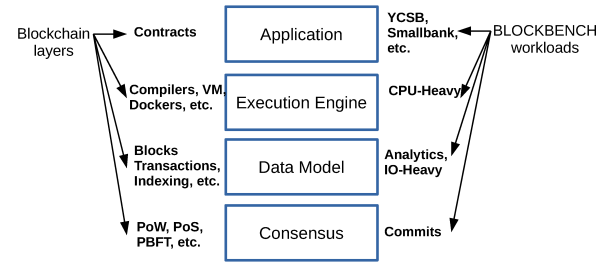 Blockchain
layers
Contracts
Application
YCSB,
Smallbank,
etc.
BLOCKBENCH
workloads
Compilers, VM,
Dockers, etc.
Execution Engine
CPU-Heavy
Blocks
Transactions,
Indexing, etc.
Data Model
Analytics,
IO-Heavy
PoW, PoS,
PBFT, etc.
Consensus
Commits